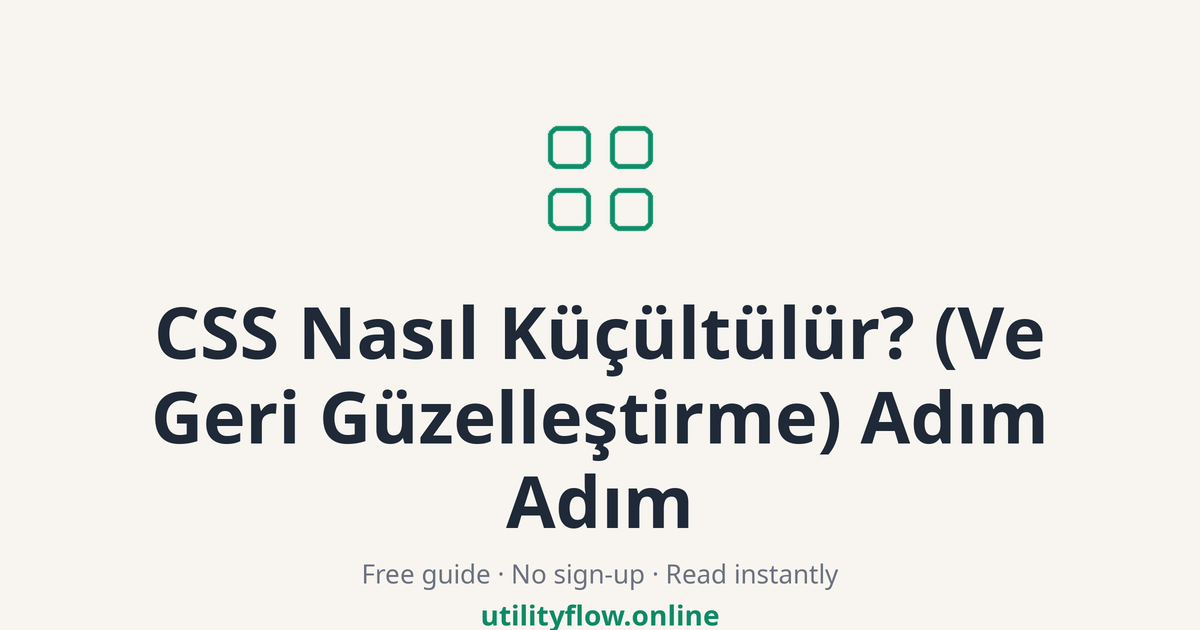 CSS Nasıl Küçültülür? (Ve
Geri Güzelleştirme) Adım
Adım
Free guide · No sign-up · Read instantly
utilityflow.online